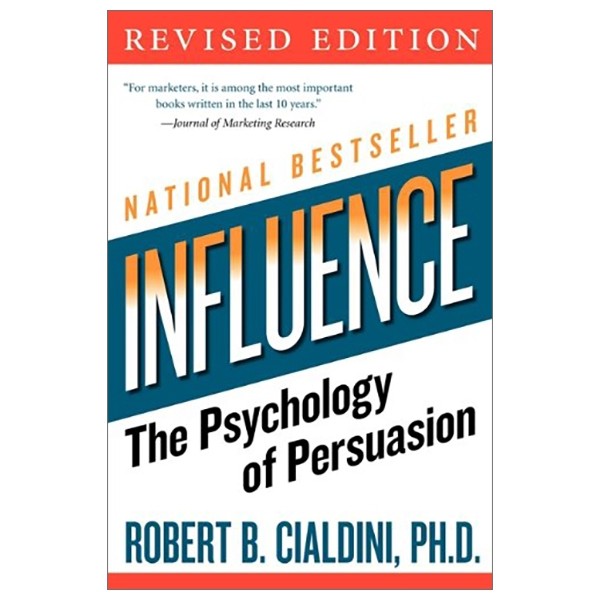 REVISED EDITION
"For marketers, it is among the most important
books written in the last 10 years."
—Journal of Marketing Research
NATIONAL BESTSELLER
INFLUENCE
The Psychology
of Persuasion
ROBERT B. CIALDINI, PH.D.